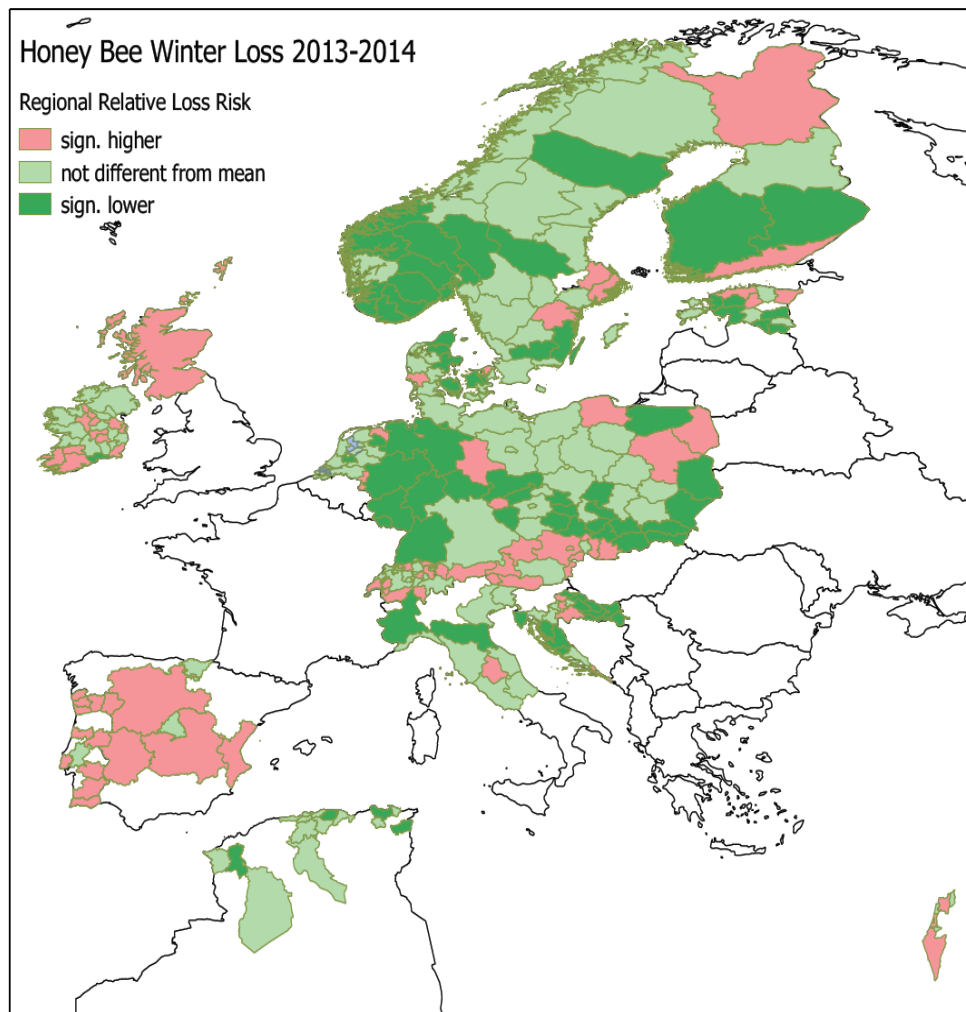 Honey Bee Winter Loss 2013-2014
Regional Relative Loss Risk
sign. higher
not different from mean
sign. lower